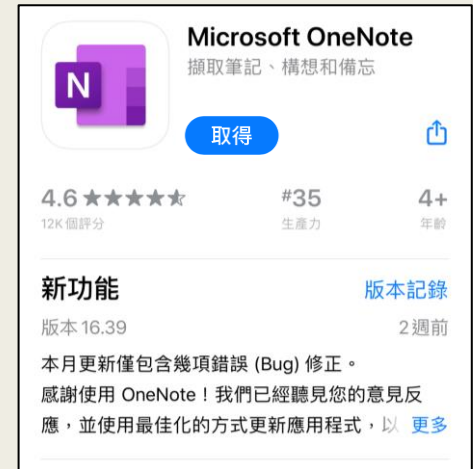 Microsoft OneNote
擷取筆記、構想和備忘
N
取得
4.6 ★★★★⯪ #35 4+
12K 個評分 生產力 年齡
新功能 版本記錄
版本 16.39 2 週前
本月更新僅包含幾項錯誤 (Bug) 修正。
感謝使用 OneNote！我們已經聽見您的意見反
應，並使用最佳化的方式更新應用程式，以 更多